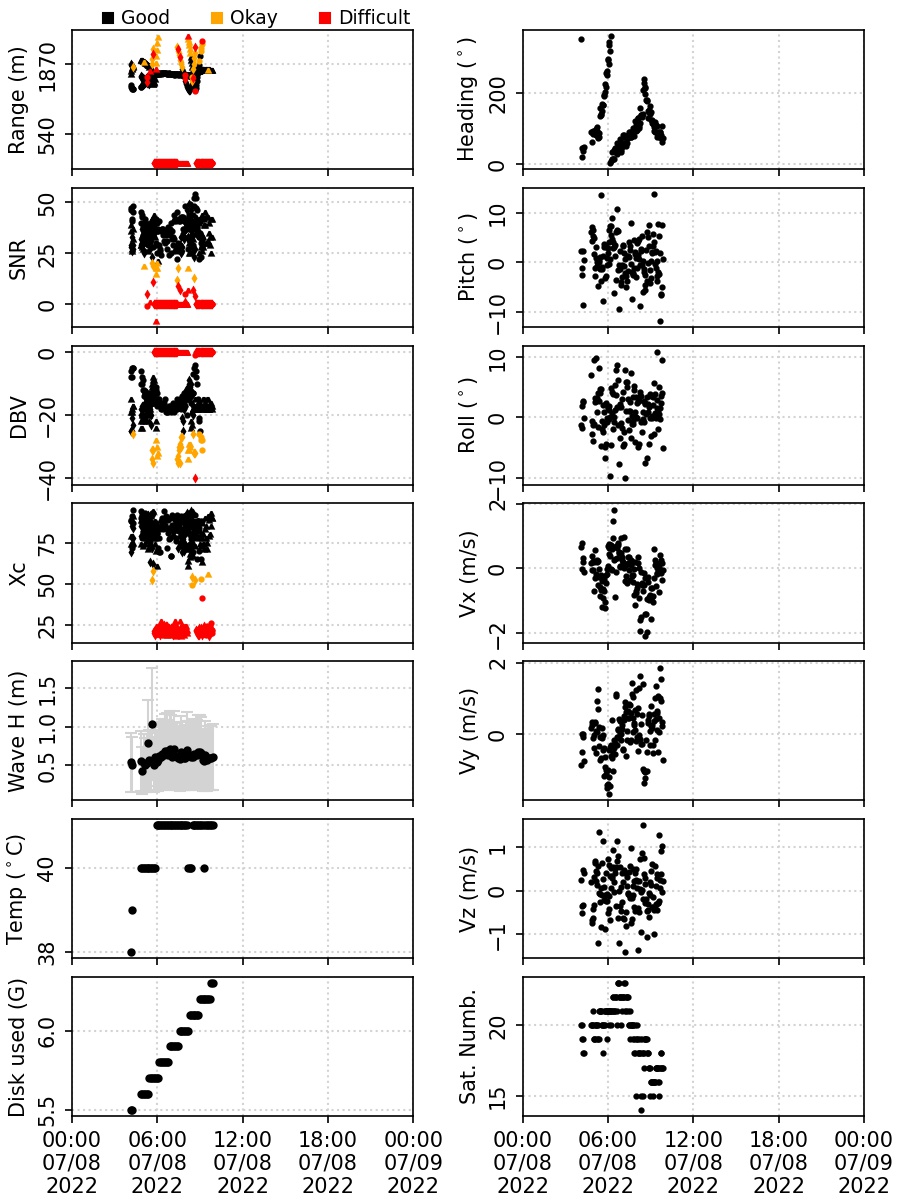 Good Okay Difficult
Range (m)
1870
540
Heading (°)
200
0
SNR
50
25
0
Pitch (°)
10
0
−10
DBV
0
−20
−40
Roll (°)
10
0
−10
Xc
75
50
25
Vx (m/s)
2
0
−2
Wave H (m)
1.5
1.0
0.5
Vy (m/s)
2
0
Temp (°C)
40
38
Vz (m/s)
1
0
−1
Disk used (G)
6.0
5.5
Sat. Numb.
20
15
00:00 06:00 12:00 18:00 00:00
07/08 07/08 07/08 07/08 07/09
2022 2022 2022 2022 2022
00:00 06:00 12:00 18:00 00:00
07/08 07/08 07/08 07/08 07/09
2022 2022 2022 2022 2022